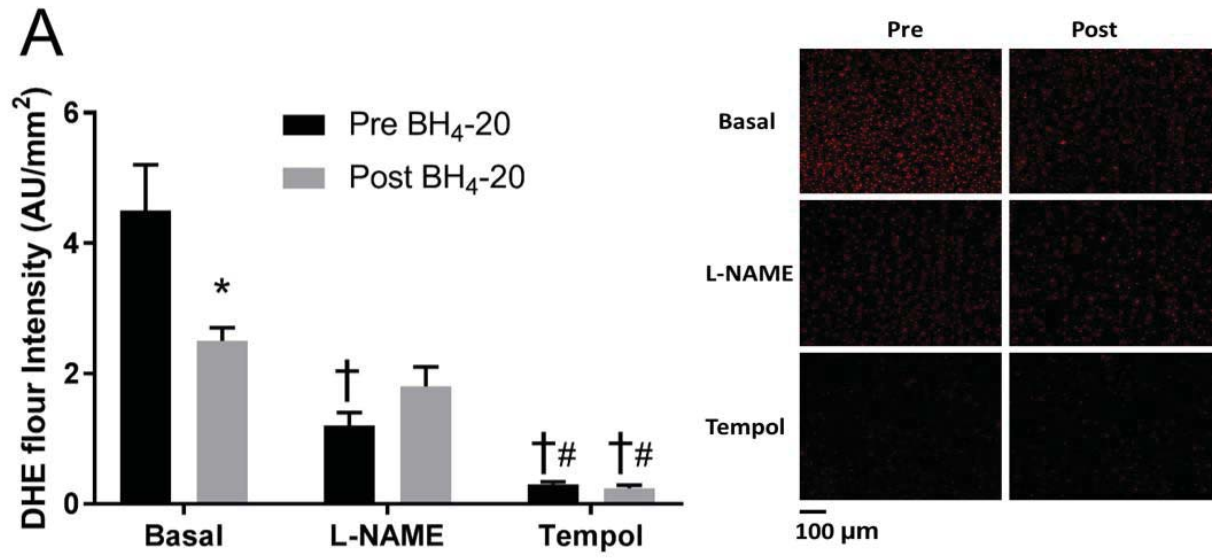 A
DHE flour Intensity (AU/mm²)
6
4
2
0
Pre BH₄-20
Post BH₄-20
*
†
†#
†#
Basal
L-NAME
Tempol
Pre
Post
Basal
L-NAME
Tempol
100 µm